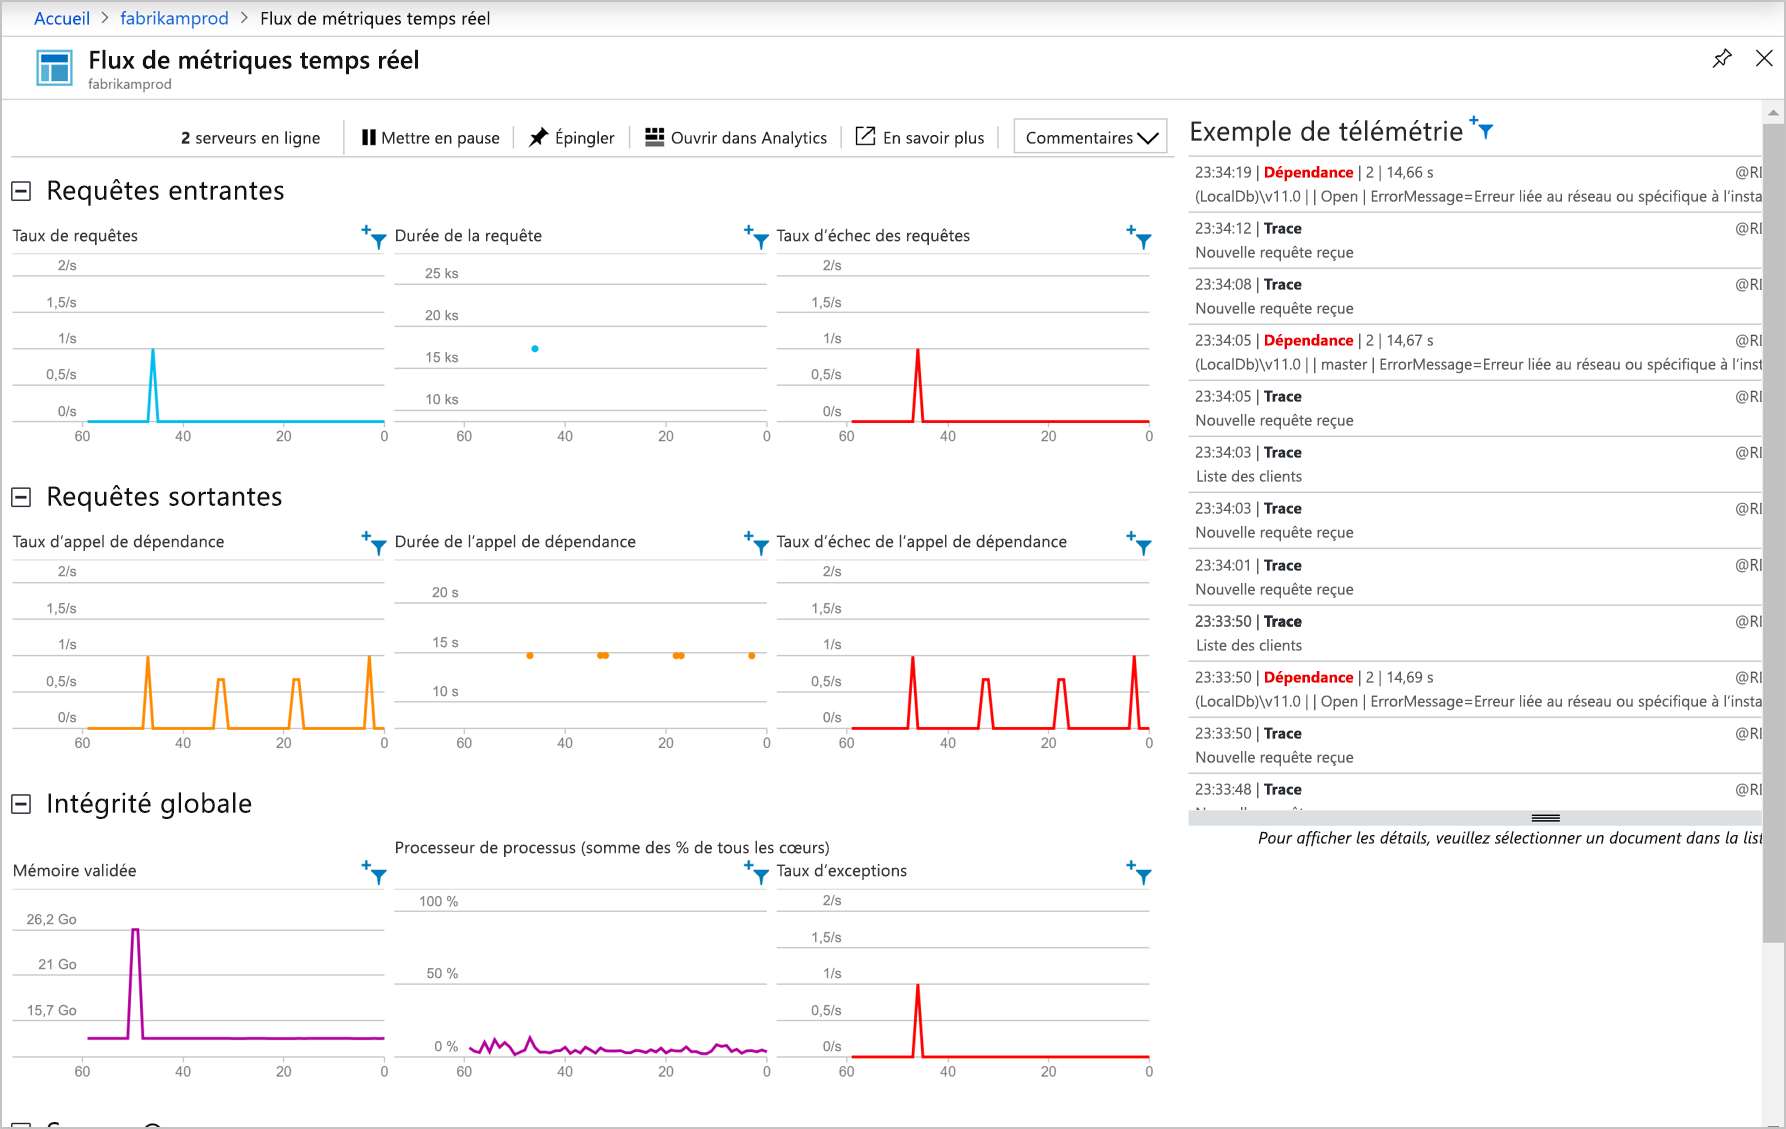 Accueil > fabrikamprod > Flux de métriques temps réel
Flux de métriques temps réel
fabrikamprod
2 serveurs en ligne
Mettre en pause
Épingler
Ouvrir dans Analytics
En savoir plus
Commentaires
Requêtes entrantes
Taux de requêtes
2/s
1,5/s
1/s
0,5/s
0/s
60 40 20 0
Durée de la requête
25 ks
20 ks
15 ks
10 ks
60 40 20 0
Taux d'échec des requêtes
2/s
1,5/s
1/s
0,5/s
0/s
60 40 20 0
Requêtes sortantes
Taux d'appel de dépendance
2/s
1,5/s
1/s
0,5/s
0/s
60 40 20 0
Durée de l'appel de dépendance
20 s
15 s
10 s
60 40 20 0
Taux d'échec de l'appel de dépendance
2/s
1,5/s
1/s
0,5/s
0/s
60 40 20 0
Intégrité globale
Mémoire validée
26,2 Go
21 Go
15,7 Go
60 40 20 0
Processeur de processus (somme des % de tous les cœurs)
100 %
50 %
0 %
60 40 20 0
Taux d'exceptions
2/s
1,5/s
1/s
0,5/s
0/s
60 40 20 0
Exemple de télémétrie
23:34:19 | Dépendance | 2 | 14,66 s @RI
(LocalDb)\v11.0 | | Open | ErrorMessage=Erreur liée au réseau ou spécifique à l'insta
23:34:12 | Trace @RI
Nouvelle requête reçue
23:34:08 | Trace @RI
Nouvelle requête reçue
23:34:05 | Dépendance | 2 | 14,67 s @RI
(LocalDb)\v11.0 | | master | ErrorMessage=Erreur liée au réseau ou spécifique à l'inst
23:34:05 | Trace @RI
Nouvelle requête reçue
23:34:03 | Trace @RI
Liste des clients
23:34:03 | Trace @RI
Nouvelle requête reçue
23:34:01 | Trace @RI
Nouvelle requête reçue
23:33:50 | Trace @RI
Liste des clients
23:33:50 | Dépendance | 2 | 14,69 s @RI
(LocalDb)\v11.0 | | Open | ErrorMessage=Erreur liée au réseau ou spécifique à l'insta
23:33:50 | Trace @RI
Nouvelle requête reçue
23:33:48 | Trace @RI
Pour afficher les détails, veuillez sélectionner un document dans la list